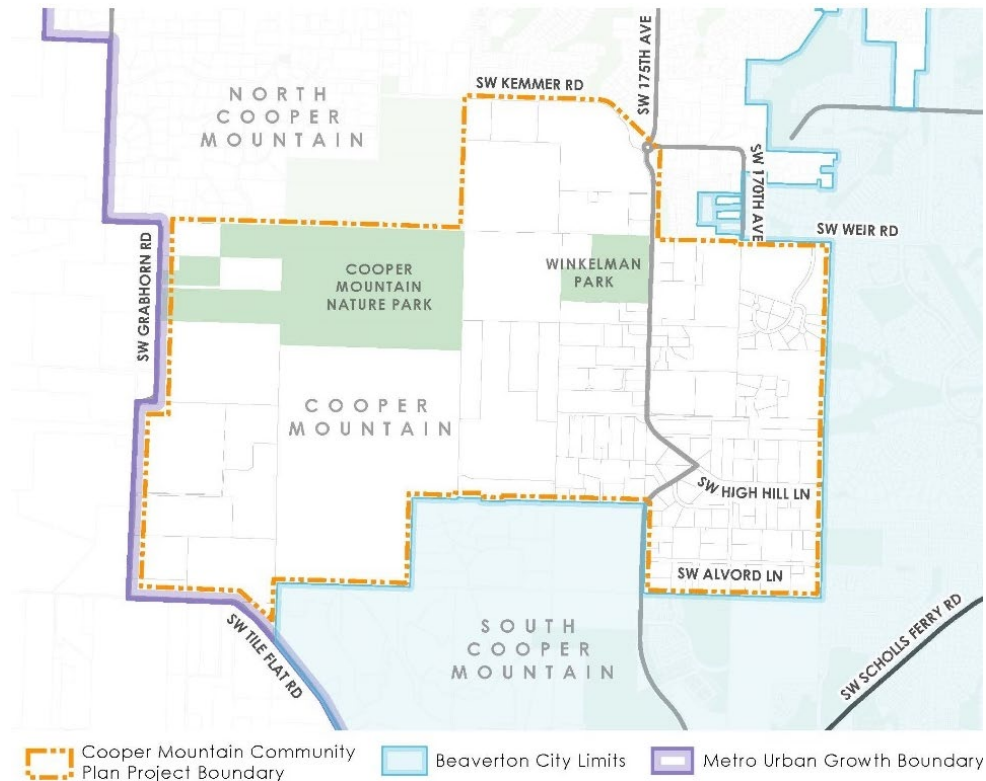 SW KEMMER RD
SW 175TH AVE
NORTH
COOPER
MOUNTAIN
SW 170TH AVE
SW WEIR RD
SW GRABHORN RD
COOPER
MOUNTAIN
NATURE PARK
WINKELMAN
PARK
COOPER
MOUNTAIN
SW HIGH HILL LN
SW ALVORD LN
SW TILE FLAT RD
SOUTH
COOPER
MOUNTAIN
SW SCHOLLS FERRY RD
Cooper Mountain Community
Plan Project Boundary
Beaverton City Limits
Metro Urban Growth Boundary